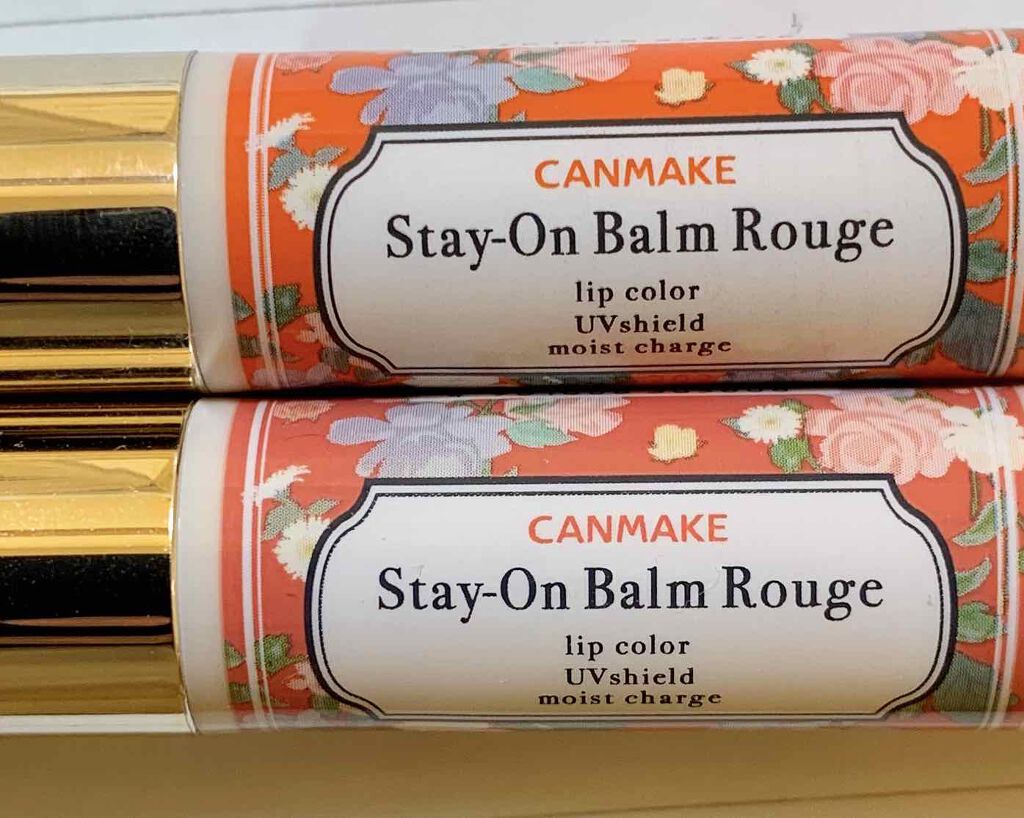 CANMAKE
Stay-On Balm Rouge
lip color
UVshield
moist charge
CANMAKE
Stay-On Balm Rouge
lip color
UVshield
moist charge